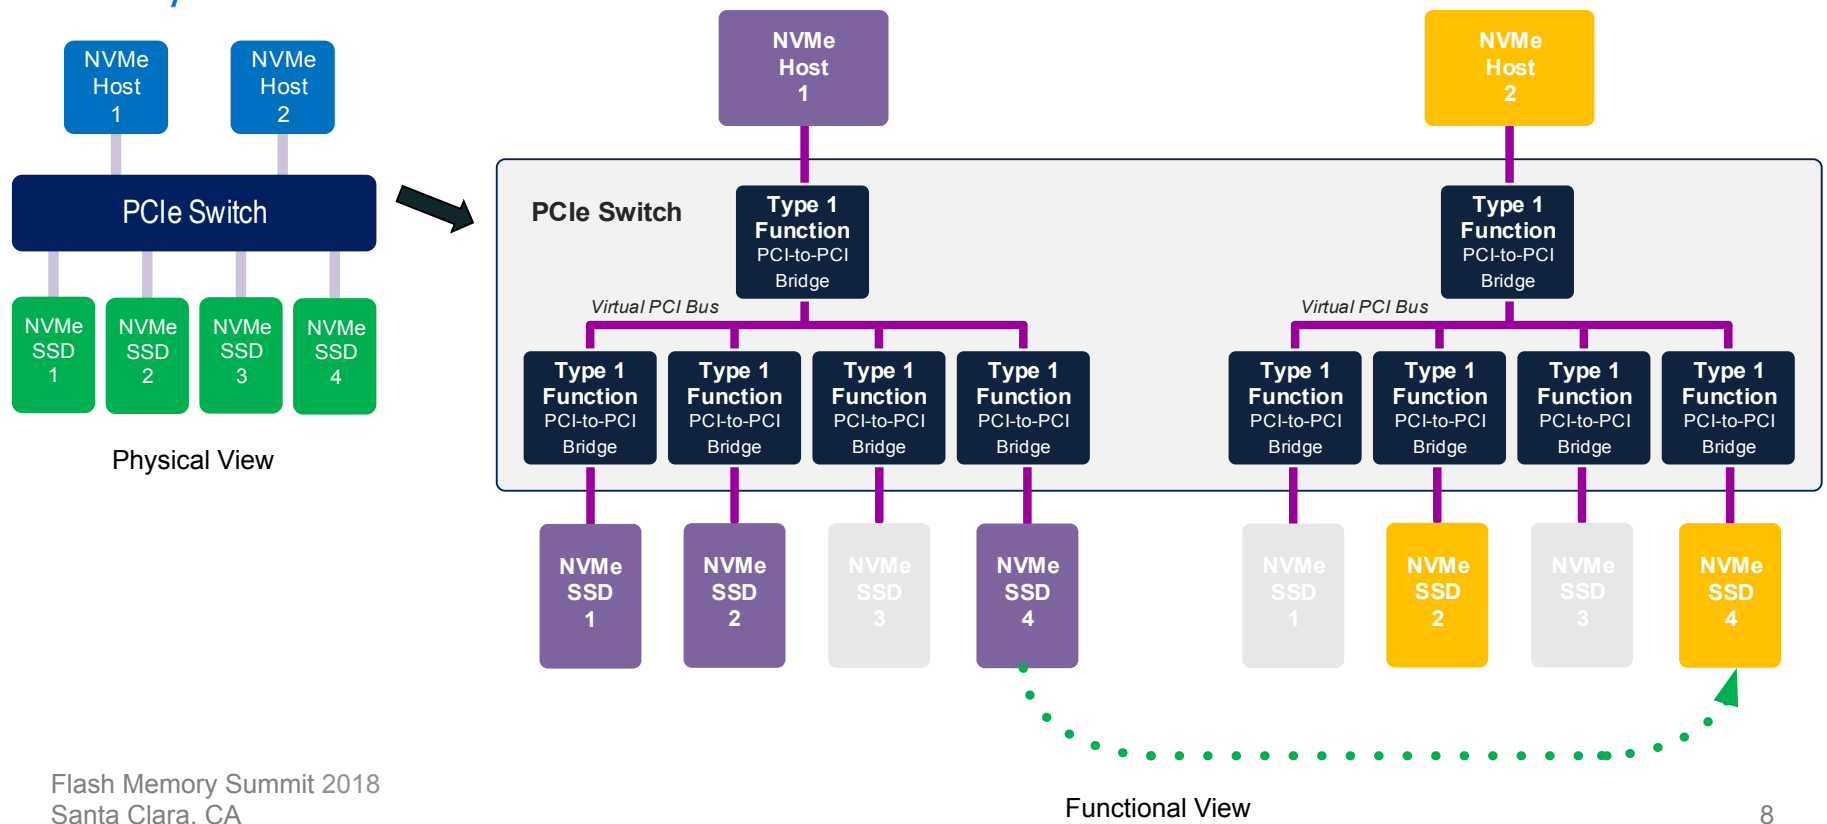 NVMe
Host
1
NVMe
Host
2
PCIe Switch
NVMe
SSD
1
NVMe
SSD
2
NVMe
SSD
3
NVMe
SSD
4
Physical View
NVMe
Host
1
NVMe
Host
2
PCIe Switch
Type 1
Function
PCI-to-PCI
Bridge
Type 1
Function
PCI-to-PCI
Bridge
Virtual PCI Bus
Virtual PCI Bus
Type 1
Function
PCI-to-PCI
Bridge
Type 1
Function
PCI-to-PCI
Bridge
Type 1
Function
PCI-to-PCI
Bridge
Type 1
Function
PCI-to-PCI
Bridge
Type 1
Function
PCI-to-PCI
Bridge
Type 1
Function
PCI-to-PCI
Bridge
Type 1
Function
PCI-to-PCI
Bridge
Type 1
Function
PCI-to-PCI
Bridge
NVMe
SSD
1
NVMe
SSD
2
NVMe
SSD
3
NVMe
SSD
4
NVMe
SSD
1
NVMe
SSD
2
NVMe
SSD
3
NVMe
SSD
4
Flash Memory Summit 2018
Santa Clara, CA
Functional View
8